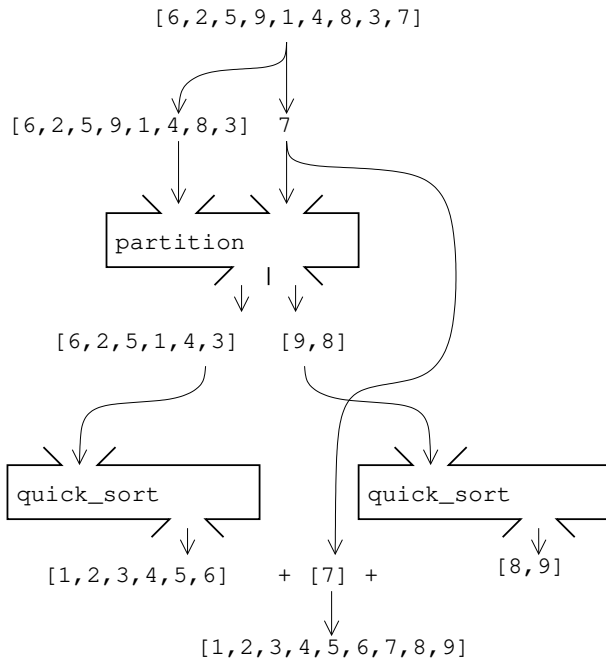 [6,2,5,9,1,4,8,3,7]
[6,2,5,9,1,4,8,3] 7
partition
[6,2,5,1,4,3] [9,8]
quick_sort quick_sort
[1,2,3,4,5,6] + [7] + [8,9]
[1,2,3,4,5,6,7,8,9]